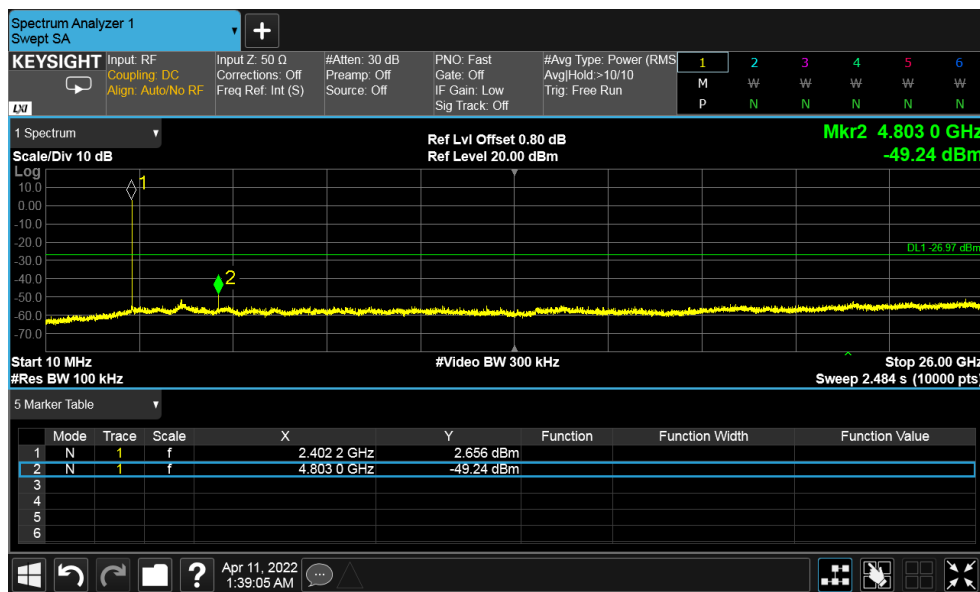 Spectrum Analyzer 1
Swept SA
KEYSIGHT
LXI
Input: RF
Coupling: DC
Align: Auto/No RF
Input Z: 50 Ω
Corrections: Off
Freq Ref: Int (S)
#Atten: 30 dB
Preamp: Off
Source: Off
PNO: Fast
Gate: Off
IF Gain: Low
Sig Track: Off
#Avg Type: Power (RMS
Avg|Hold:>10/10
Trig: Free Run
1 2 3 4 5 6
M W W W W W
P N N N N N
1 Spectrum
Scale/Div 10 dB
Ref Lvl Offset 0.80 dB
Ref Level 20.00 dBm
Mkr2 4.803 0 GHz
-49.24 dBm
Log
10.0
0.00
-10.0
-20.0
-30.0
-40.0
-50.0
-60.0
-70.0
1
2
DL1 -26.97 dBm
Start 10 MHz
#Res BW 100 kHz
#Video BW 300 kHz
Stop 26.00 GHz
Sweep 2.484 s (10000 pts)
5 Marker Table
Mode Trace Scale X Y Function Function Width Function Value
1 N 1 f 2.402 2 GHz 2.656 dBm
2 N 1 f 4.803 0 GHz -49.24 dBm
3
4
5
6
?
Apr 11, 2022
1:39:05 AM